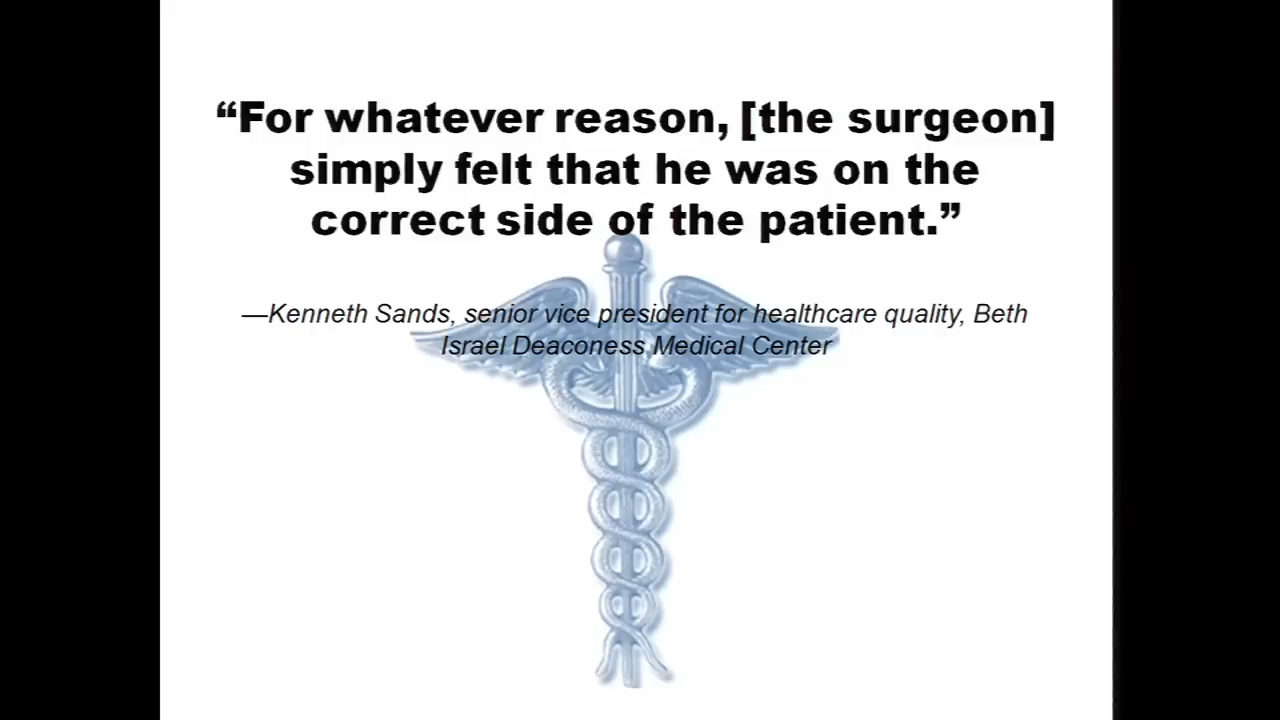 “For whatever reason, [the surgeon]
simply felt that he was on the
correct side of the patient.”
—Kenneth Sands, senior vice president for healthcare quality, Beth
Israel Deaconess Medical Center